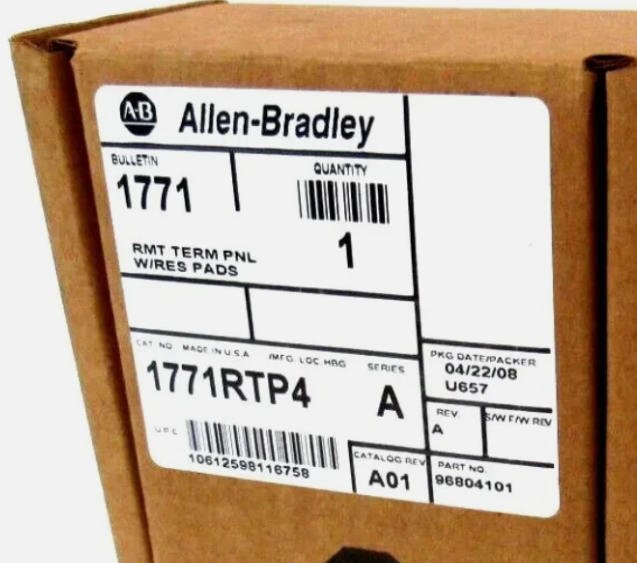 A-B Allen-Bradley
BULLETIN
1771
QUANTITY
1
RMT TERM PNL
W/RES PADS
CAT. NO. MADE IN U.S.A /MFG. LOC. HBG SERIES
1771RTP4 A
U.P.C.
10612598116758
CATALOG REV
A01
PKG DATE/PACKER
04/22/08
U657
REV
A
S/W F/W REV
PART NO.
96804101